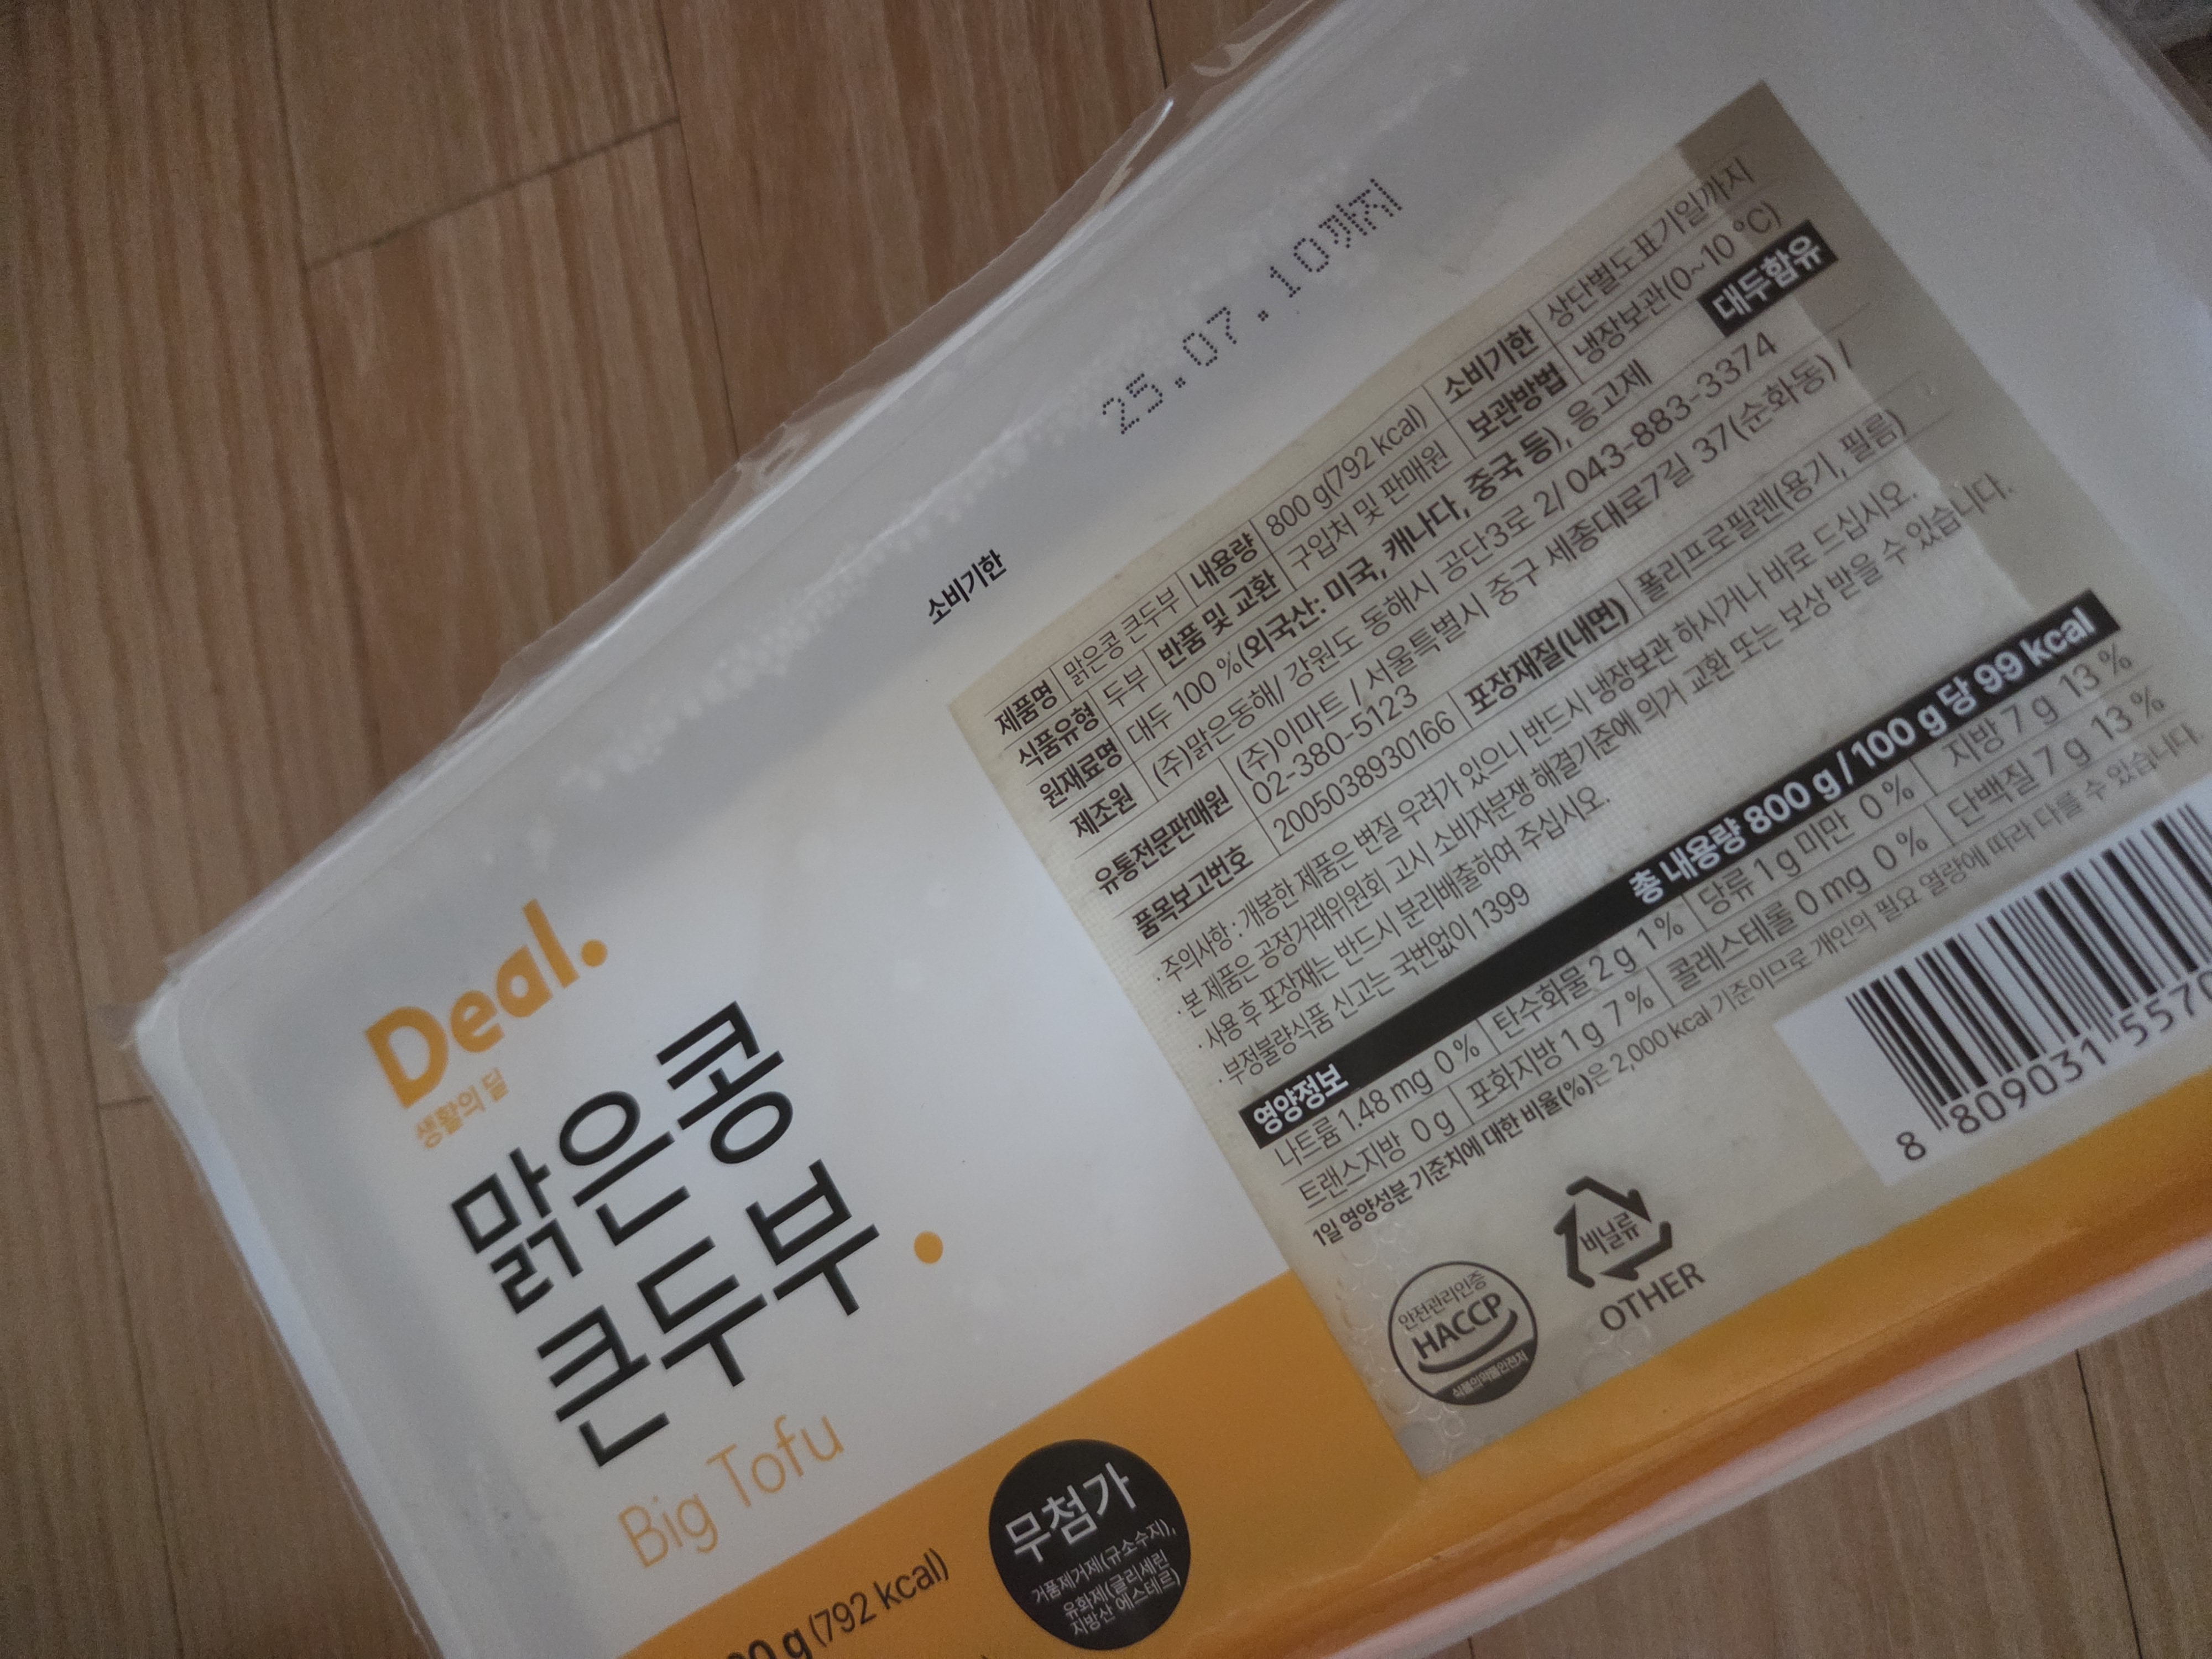 25.07.10까지
소비기한
Deal.
생활의 딜
맑은콩
큰두부.
Big Tofu
g (792 kcal)
무첨가
거품제거제(규소수지),
유화제(글리세린
지방산 에스테르)
제품명 맑은콩 큰두부 내용량 800 g(792 kcal) 소비기한 상단별도표기일까지
식품유형 두부 반품 및 교환 구입처 및 판매원 보관방법 냉장보관(0~10 °C)
원재료명 대두 100 %(외국산: 미국, 캐나다, 중국 등), 응고제 대두함유
제조원 (주)맑은동해/ 강원도 동해시 공단3로 2/ 043-883-3374
유통전문판매원 (주)이마트 / 서울특별시 중구 세종대로7길 37(순화동) /
02-380-5123
품목보고번호 2005038930166 포장재질(내면) 폴리프로필렌(용기, 필름)
· 주의사항 : 개봉한 제품은 변질 우려가 있으니 반드시 냉장보관 하시거나 바로 드십시오.
· 본 제품은 공정거래위원회 고시 소비자분쟁 해결기준에 의거 교환 또는 보상 받을 수 있습니다.
· 사용 후 포장재는 반드시 분리배출하여 주십시오.
· 부정불량식품 신고는 국번없이 1399
영양정보 총 내용량 800 g / 100 g 당 99 kcal
나트륨 1.48 mg 0 % 탄수화물 2 g 1 % 당류 1 g 미만 0 % 지방 7 g 13 %
트랜스지방 0 g 포화지방 1 g 7 % 콜레스테롤 0 mg 0 % 단백질 7 g 13 %
1일 영양성분 기준치에 대한 비율(%)은 2,000 kcal 기준이므로 개인의 필요 열량에 따라 다를 수 있습니다.
안전관리인증
HACCP
식품의약품안전처
비닐류
OTHER
8 809031 557